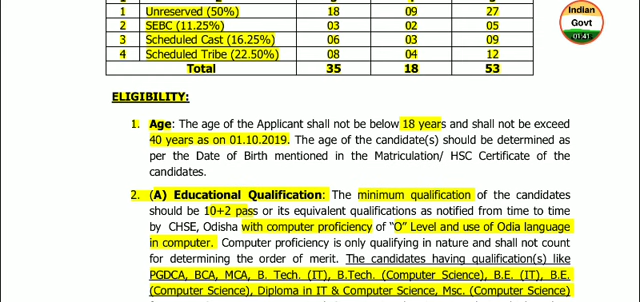 Indian
Govt
01:41
1 Unreserved (50%) 18 09 27
2 SEBC (11.25%) 03 02 05
3 Scheduled Cast (16.25%) 06 03 09
4 Scheduled Tribe (22.50%) 08 04 12
Total 35 18 53
ELIGIBILITY:
1. Age: The age of the Applicant shall not be below 18 years and shall not be exceed
40 years as on 01.10.2019. The age of the candidate(s) should be determined as
per the Date of Birth mentioned in the Matriculation/ HSC Certificate of the
candidates.
2. (A) Educational Qualification: The minimum qualification of the candidates
should be 10+2 pass or its equivalent qualifications as notified from time to time
by CHSE, Odisha with computer proficiency of “O” Level and use of Odia language
in computer. Computer proficiency is only qualifying in nature and shall not count
for determining the order of merit. The candidates having qualification(s) like
PGDCA, BCA, MCA, B. Tech. (IT), B.Tech. (Computer Science), B.E. (IT), B.E.
(Computer Science), Diploma in IT & Computer Science, Msc. (Computer Science)